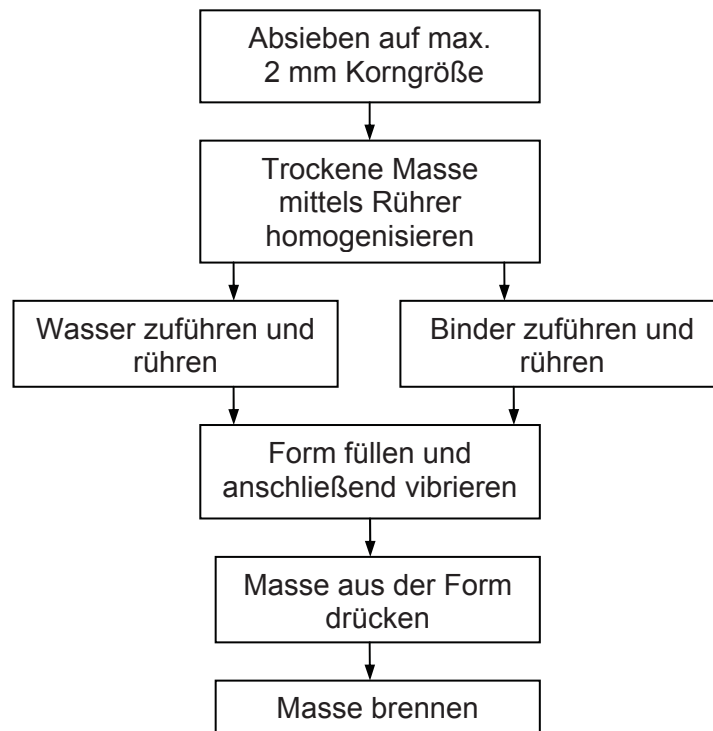 Absieben auf max.
2 mm Korngröße
Trockene Masse
mittels Rührer
homogenisieren
Wasser zuführen und
rühren
Binder zuführen und
rühren
Form füllen und
anschließend vibrieren
Masse aus der Form
drücken
Masse brennen